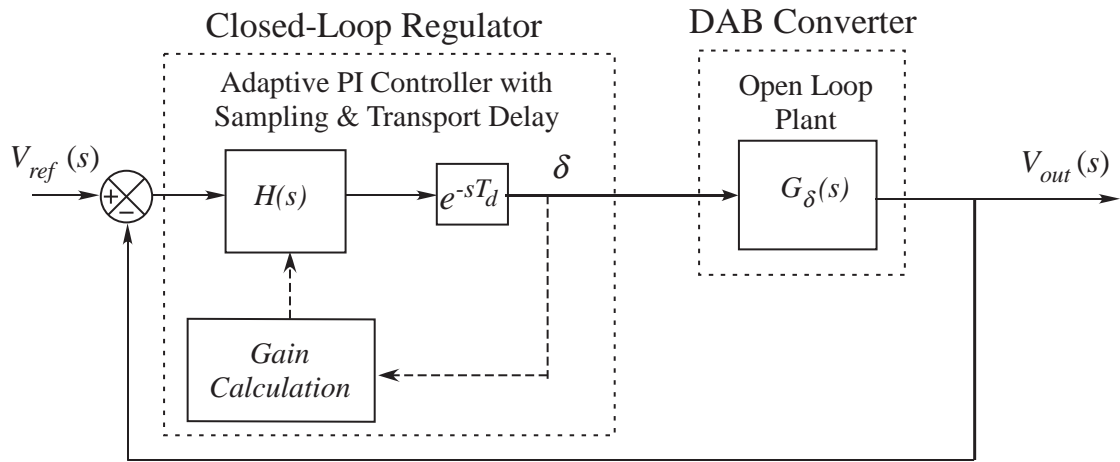 Closed-Loop Regulator
DAB Converter
Adaptive PI Controller with
Sampling & Transport Delay
Open Loop
Plant
V_ref (s)
+
−
H(s)
e^{-sT_d}
δ
G_δ(s)
V_out (s)
Gain
Calculation